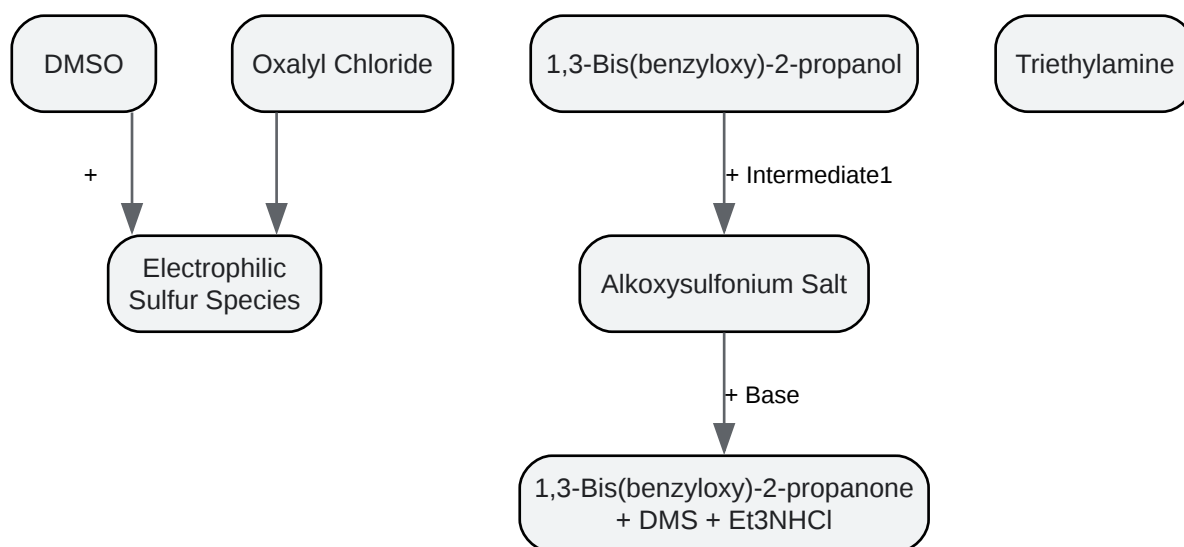 DMSO
Oxalyl Chloride
1,3-Bis(benzyloxy)-2-propanol
Triethylamine
+
+ Intermediate1
Electrophilic
Sulfur Species
Alkoxysulfonium Salt
+ Base
1,3-Bis(benzyloxy)-2-propanone
+ DMS + Et3NHCl